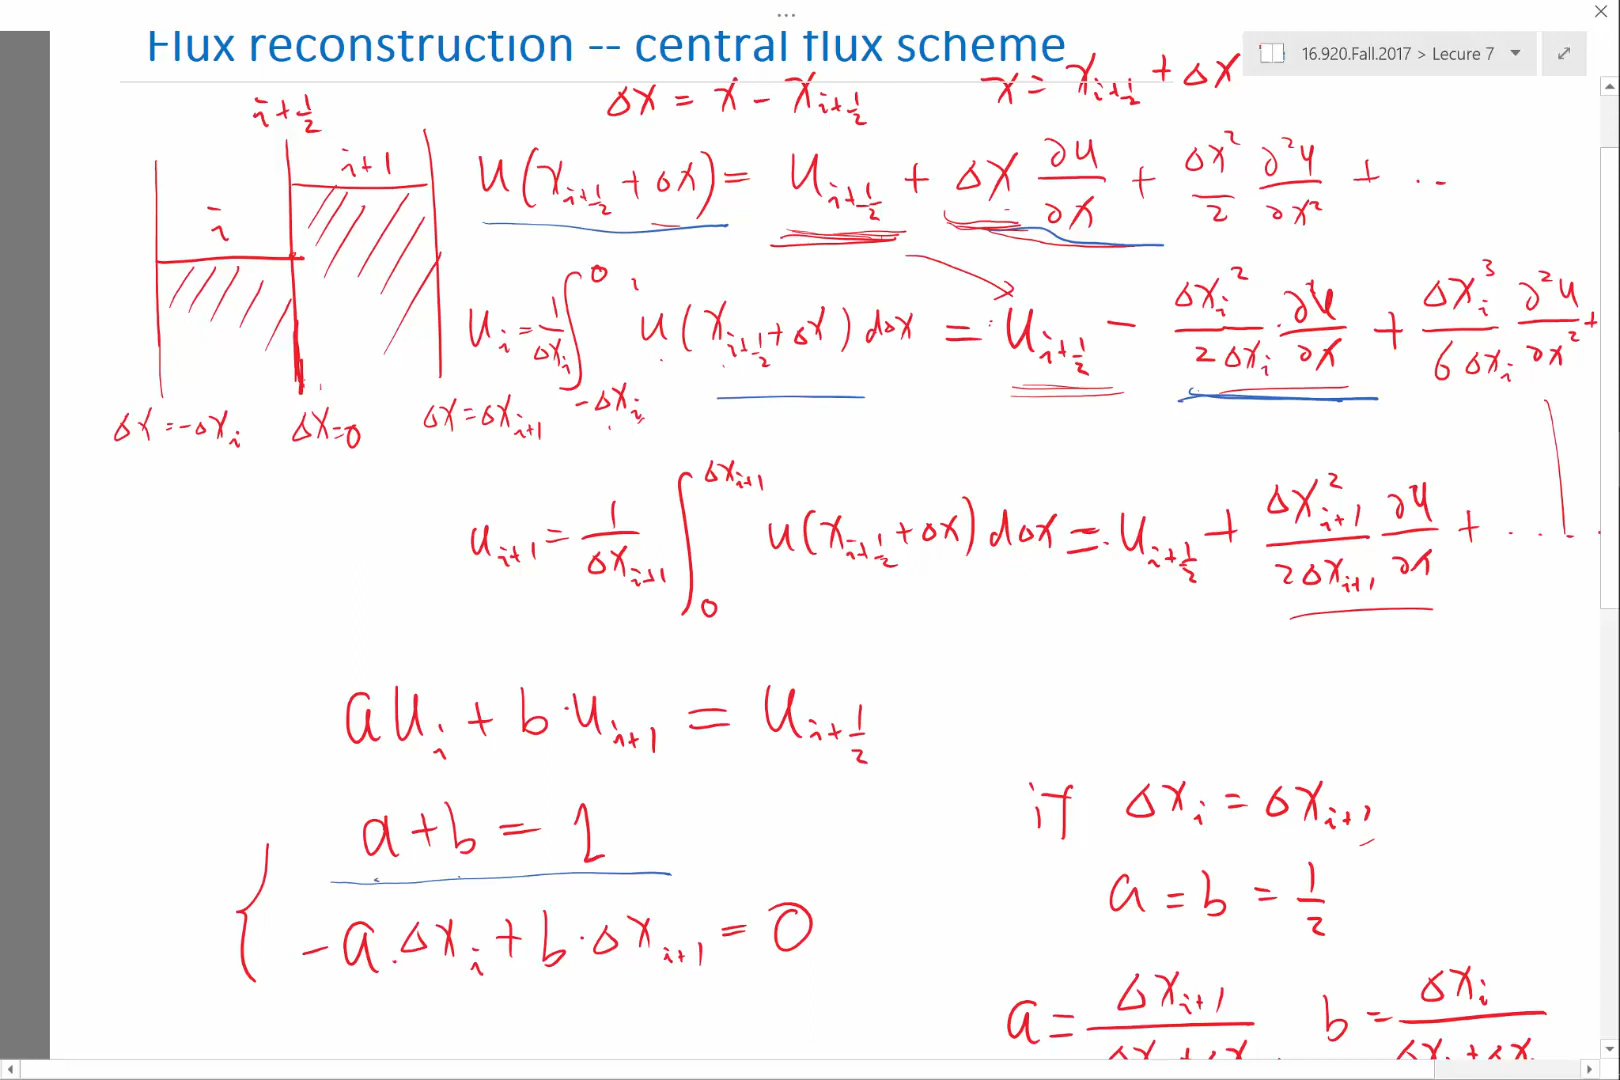 Flux reconstruction -- central flux scheme
16.920.Fall.2017 > Lecure 7
Δx = x - x_{i+1/2}    x = x_{i+1/2} + Δx
i+1/2
i    i+1
u(x_{i+1/2} + Δx) = u_{i+1/2} + Δx ∂u/∂x + Δx²/2 ∂²u/∂x² + ..
u_i = 1/Δx_i ∫_{-Δx_i}^{0} u(x_{i+1/2} + Δx) dΔx = u_{i+1/2} - Δx_i²/(2Δx_i) · ∂u/∂x + Δx_i³/(6Δx_i) ∂²u/∂x² +
Δx = -Δx_i    Δx = 0    Δx = Δx_{i+1}
u_{i+1} = 1/Δx_{i+1} ∫_{0}^{Δx_{i+1}} u(x_{i+1/2} + Δx) dΔx = u_{i+1/2} + Δx_{i+1}²/(2Δx_{i+1}) ∂u/∂x + ....
a u_i + b · u_{i+1} = u_{i+1/2}
a + b = 1
-a · Δx_i + b · Δx_{i+1} = 0
if Δx_i = Δx_{i+1}
a = b = 1/2
a = Δx_{i+1}/    b = Δx_i/